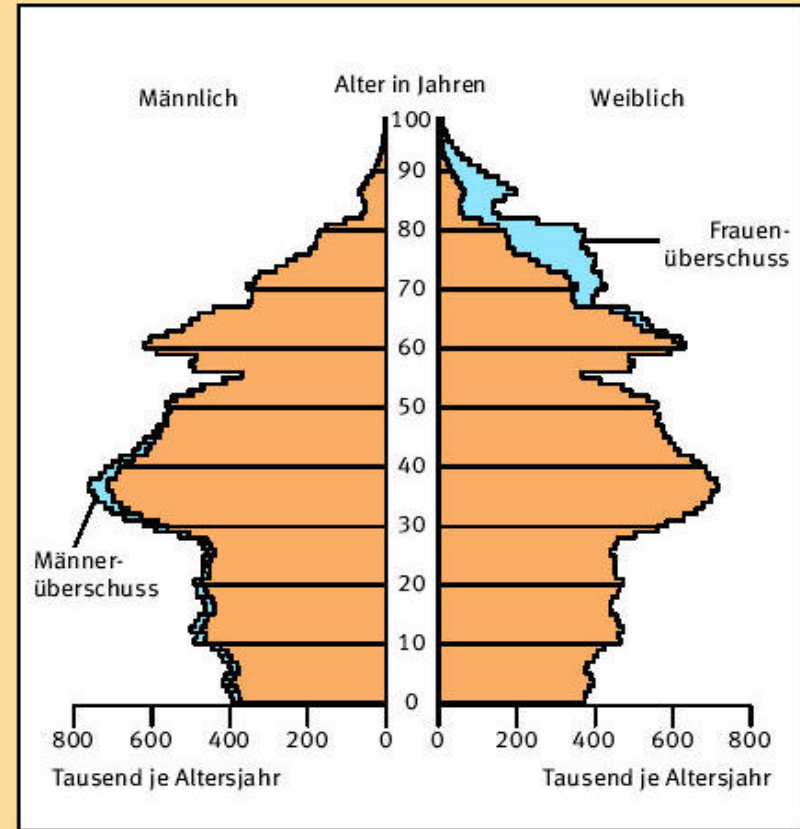 Alter in Jahren
Männlich
Weiblich
100
90
80
70
60
50
40
30
20
10
0
Frauen-
überschuss
Männer-
überschuss
800 600 400 200 0 0 200 400 600 800
Tausend je Altersjahr Tausend je Altersjahr